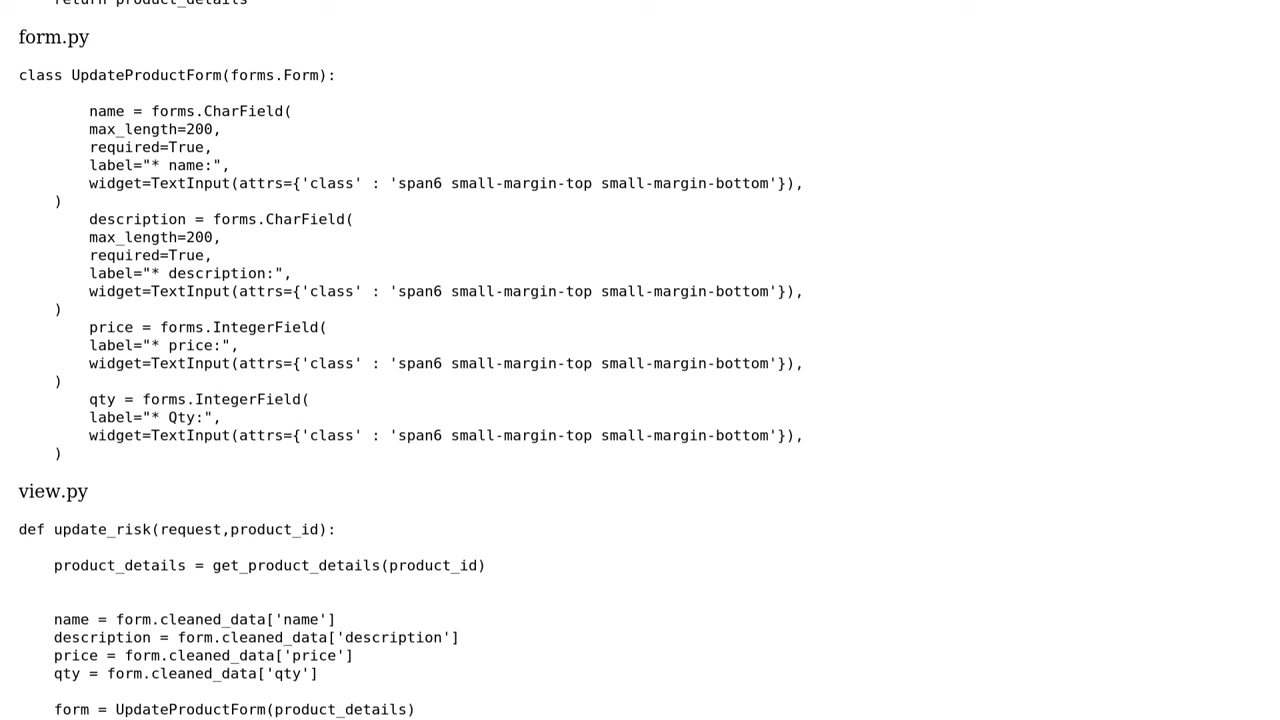 return product_details
form.py
class UpdateProductForm(forms.Form):
name = forms.CharField(
max_length=200,
required=True,
label="* name:",
widget=TextInput(attrs={'class' : 'span6 small-margin-top small-margin-bottom'}),
)
description = forms.CharField(
max_length=200,
required=True,
label="* description:",
widget=TextInput(attrs={'class' : 'span6 small-margin-top small-margin-bottom'}),
)
price = forms.IntegerField(
label="* price:",
widget=TextInput(attrs={'class' : 'span6 small-margin-top small-margin-bottom'}),
)
qty = forms.IntegerField(
label="* Qty:",
widget=TextInput(attrs={'class' : 'span6 small-margin-top small-margin-bottom'}),
)
view.py
def update_risk(request,product_id):
product_details = get_product_details(product_id)
name = form.cleaned_data['name']
description = form.cleaned_data['description']
price = form.cleaned_data['price']
qty = form.cleaned_data['qty']
form = UpdateProductForm(product_details)